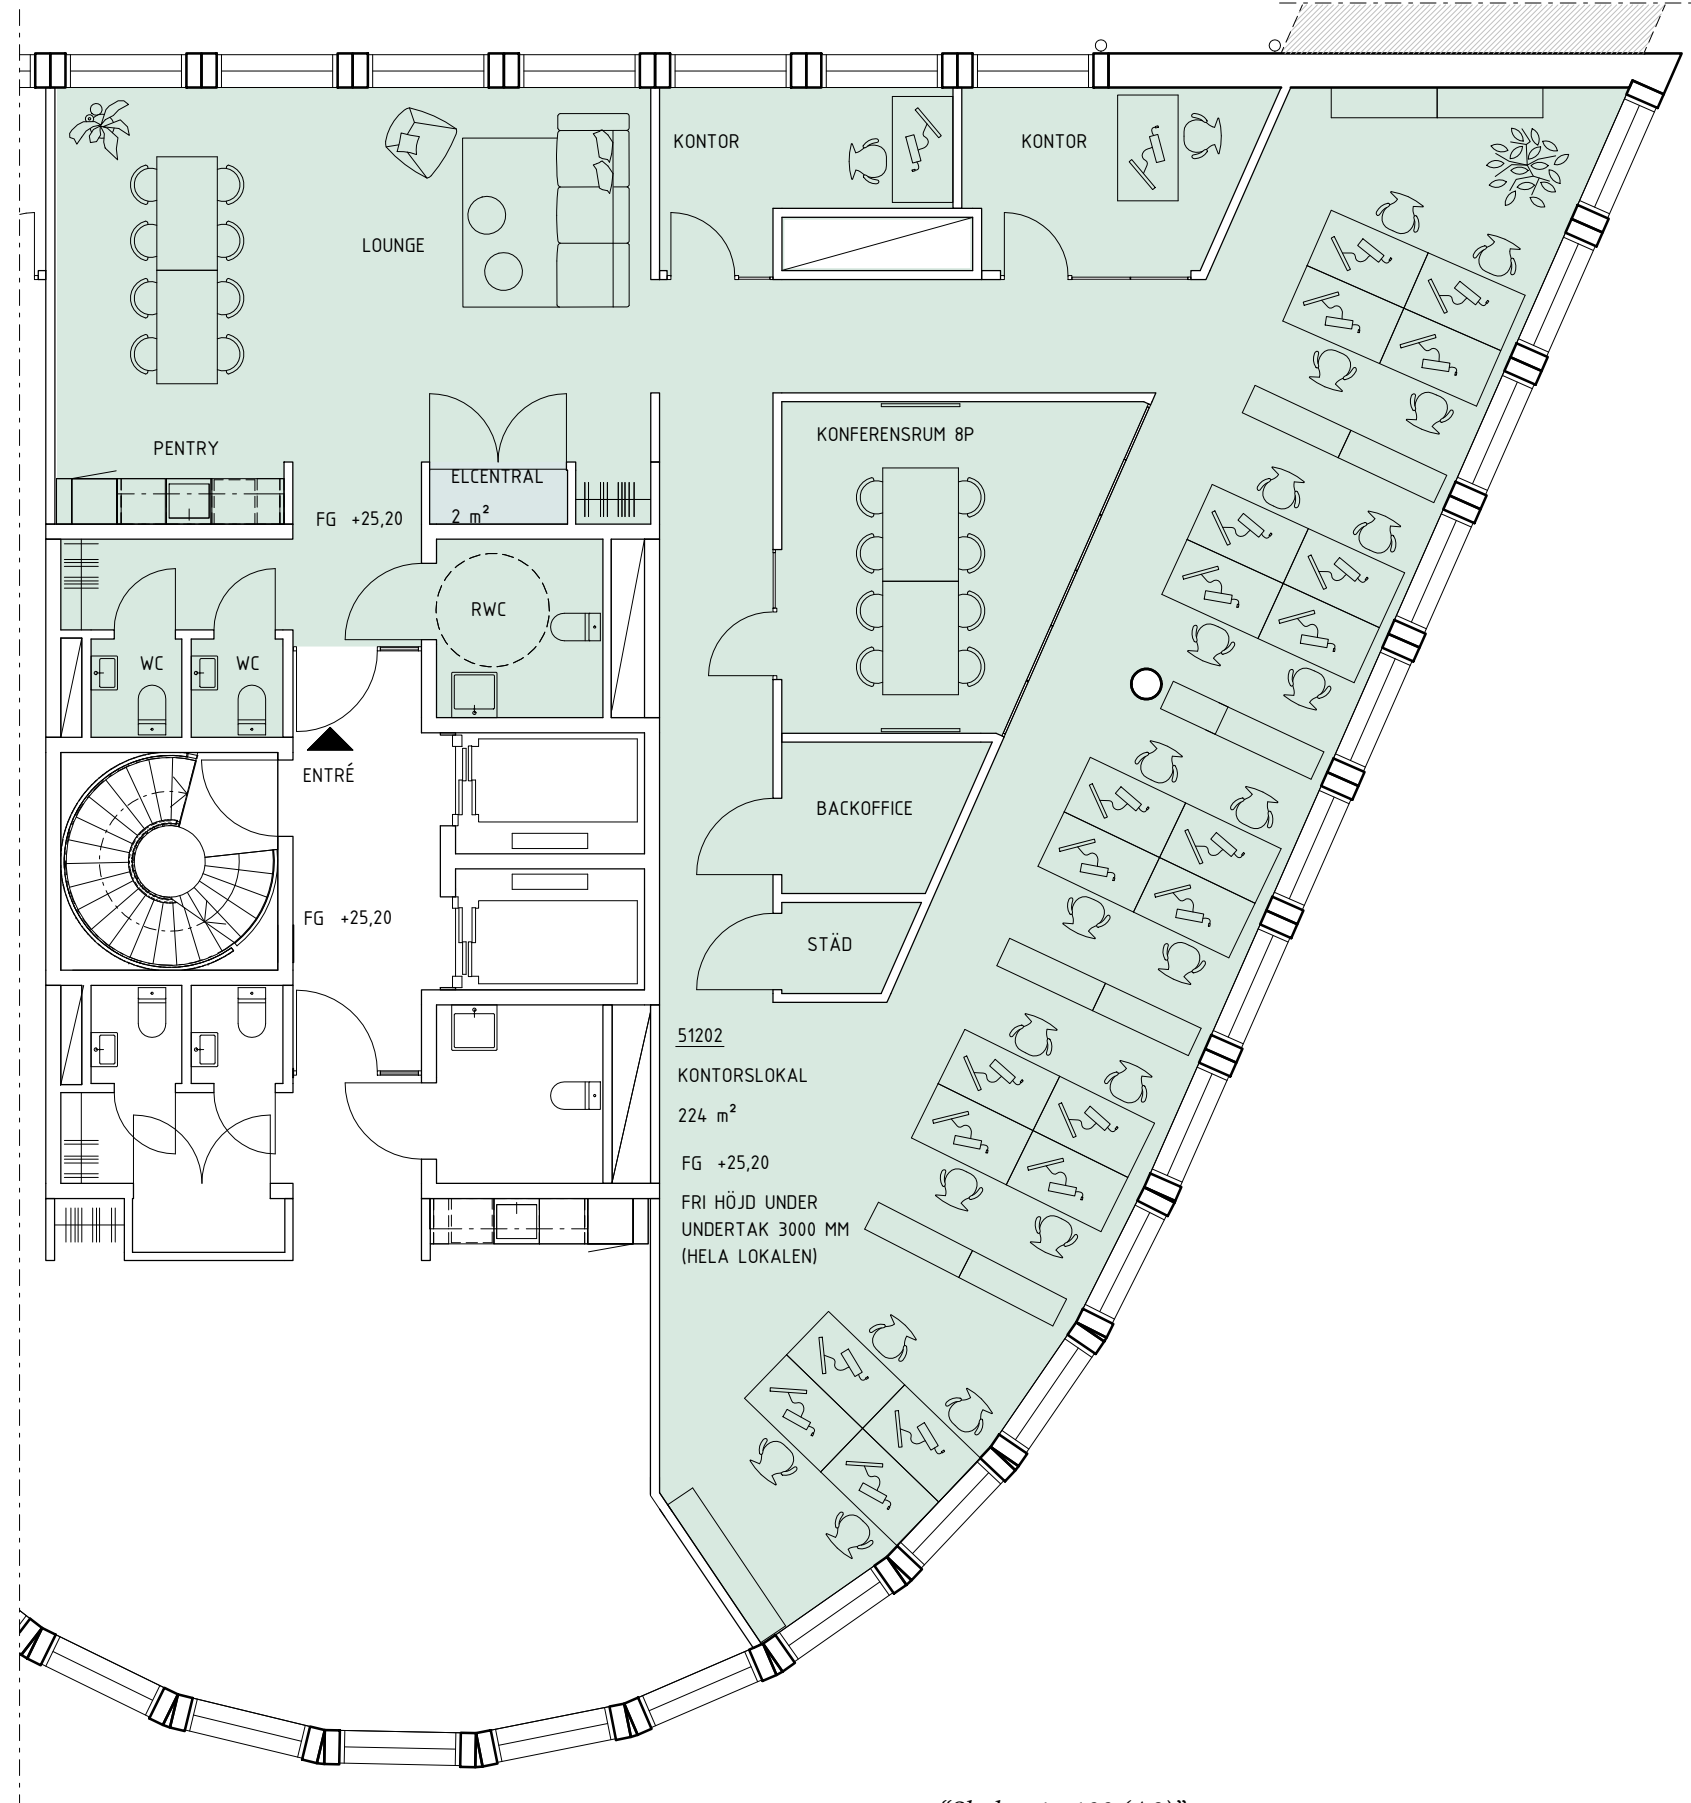 KONTOR
KONTOR
LOUNGE
PENTRY
KONFERENSRUM 8P
ELCENTRAL
2 m²
FG +25,20
RWC
WC
WC
ENTRÉ
BACKOFFICE
FG +25,20
STÄD
51202
KONTORSLOKAL
224 m²
FG +25,20
FRI HÖJD UNDER
UNDERTAK 3000 MM
(HELA LOKALEN)